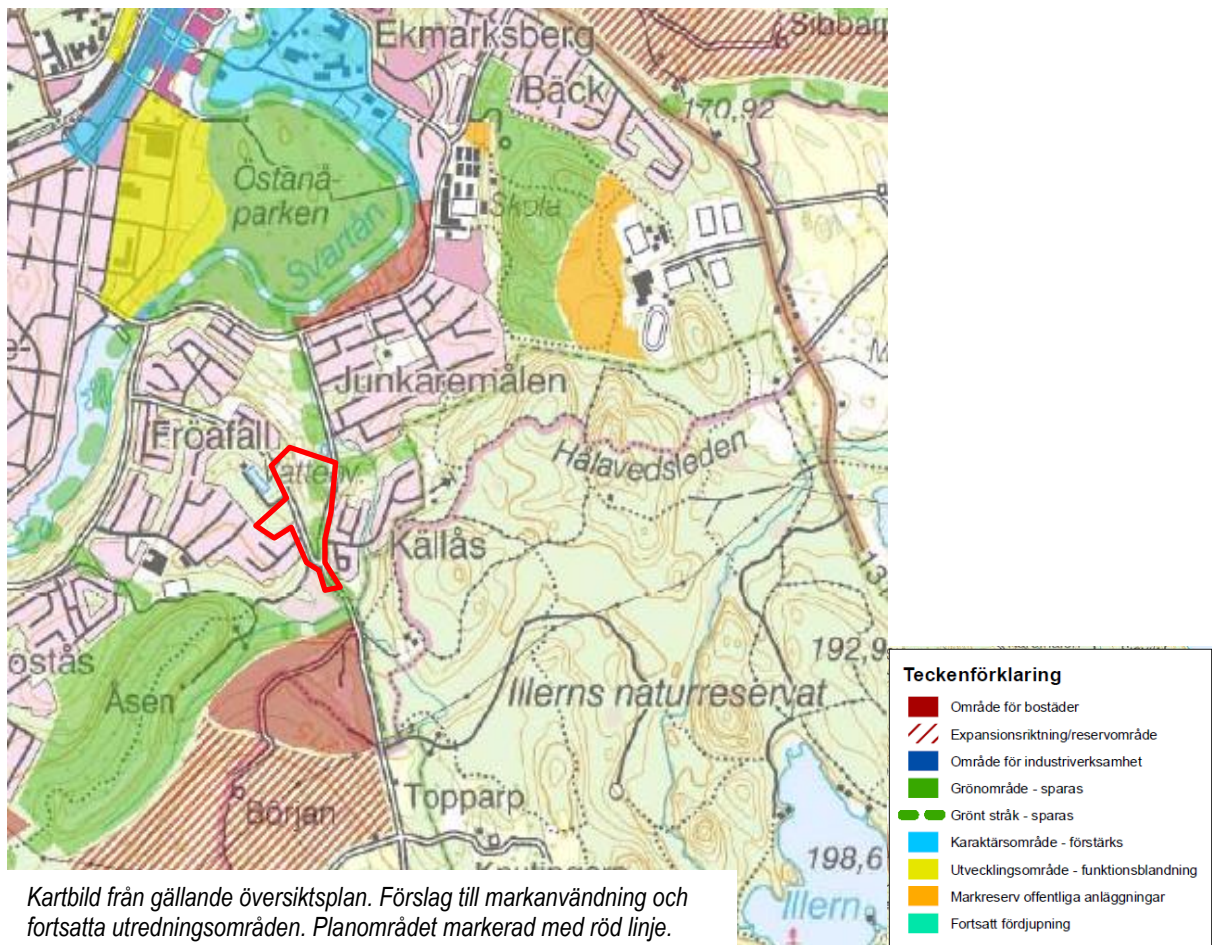 Ekmarksberg
Bäck
170,92
Östanå-
parken
Skola
Svartån
Junkaremålen
Fröafall
Hålavedsleden
Källås
192,9
Illerns naturreservat
ostås
Åsen
Början
Topparp
198,6
Illern
Teckenförklaring
Område för bostäder
Expansionsriktning/reservområde
Område för industriverksamhet
Grönområde - sparas
Grönt stråk - sparas
Karaktärsområde - förstärks
Utvecklingsområde - funktionsblandning
Markreserv offentliga anläggningar
Fortsatt fördjupning
Kartbild från gällande översiktsplan. Förslag till markanvändning och
fortsatta utredningsområden. Planområdet markerad med röd linje.